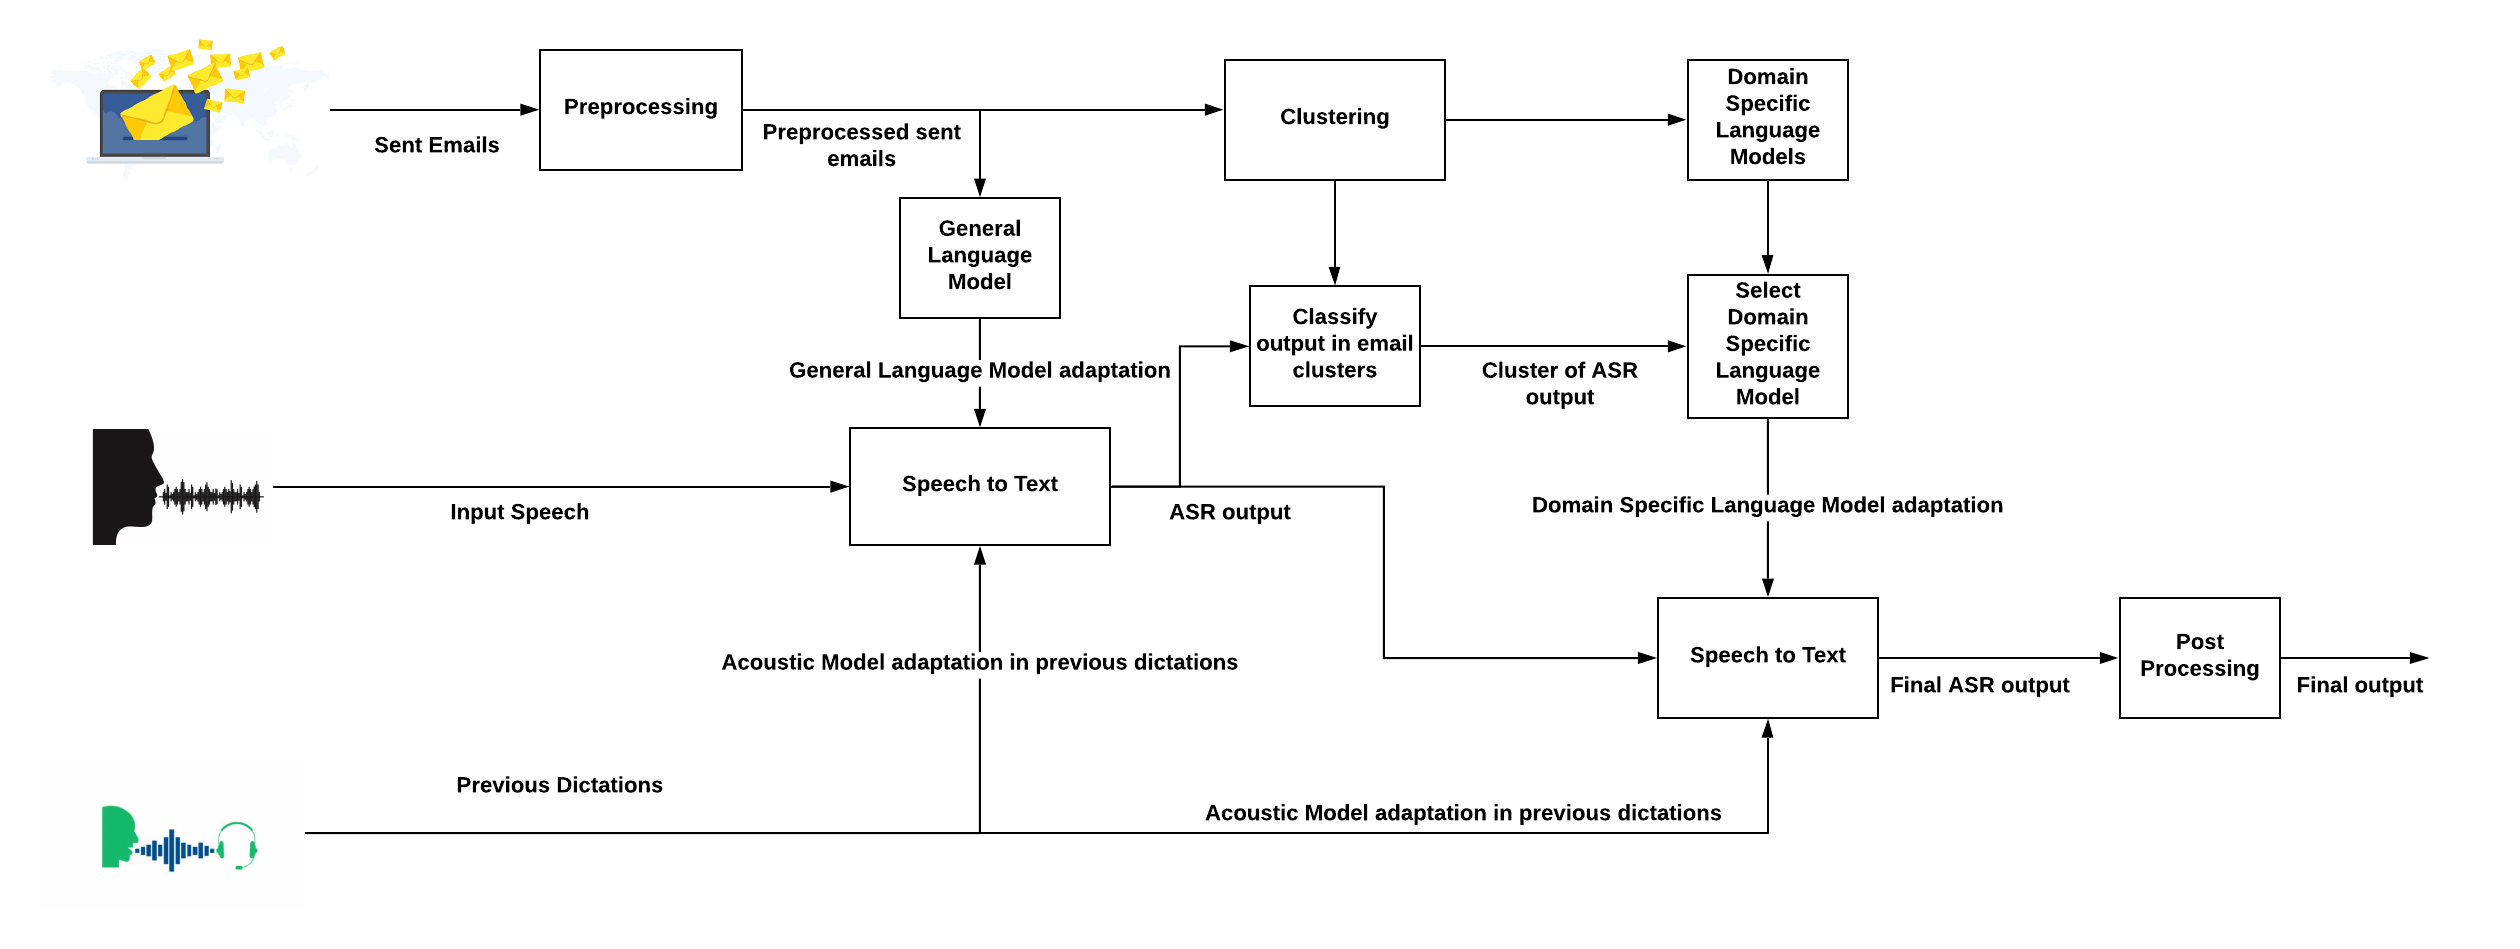 Sent Emails
Preprocessing
Preprocessed sent
emails
Clustering
Domain
Specific
Language
Models
General
Language
Model
Classify
output in email
clusters
Select
Domain
Specific
Language
Model
General Language Model adaptation
Cluster of ASR
output
Input Speech
Speech to Text
ASR output
Domain Specific Language Model adaptation
Acoustic Model adaptation in previous dictations
Speech to Text
Final ASR output
Post
Processing
Final output
Previous Dictations
Acoustic Model adaptation in previous dictations